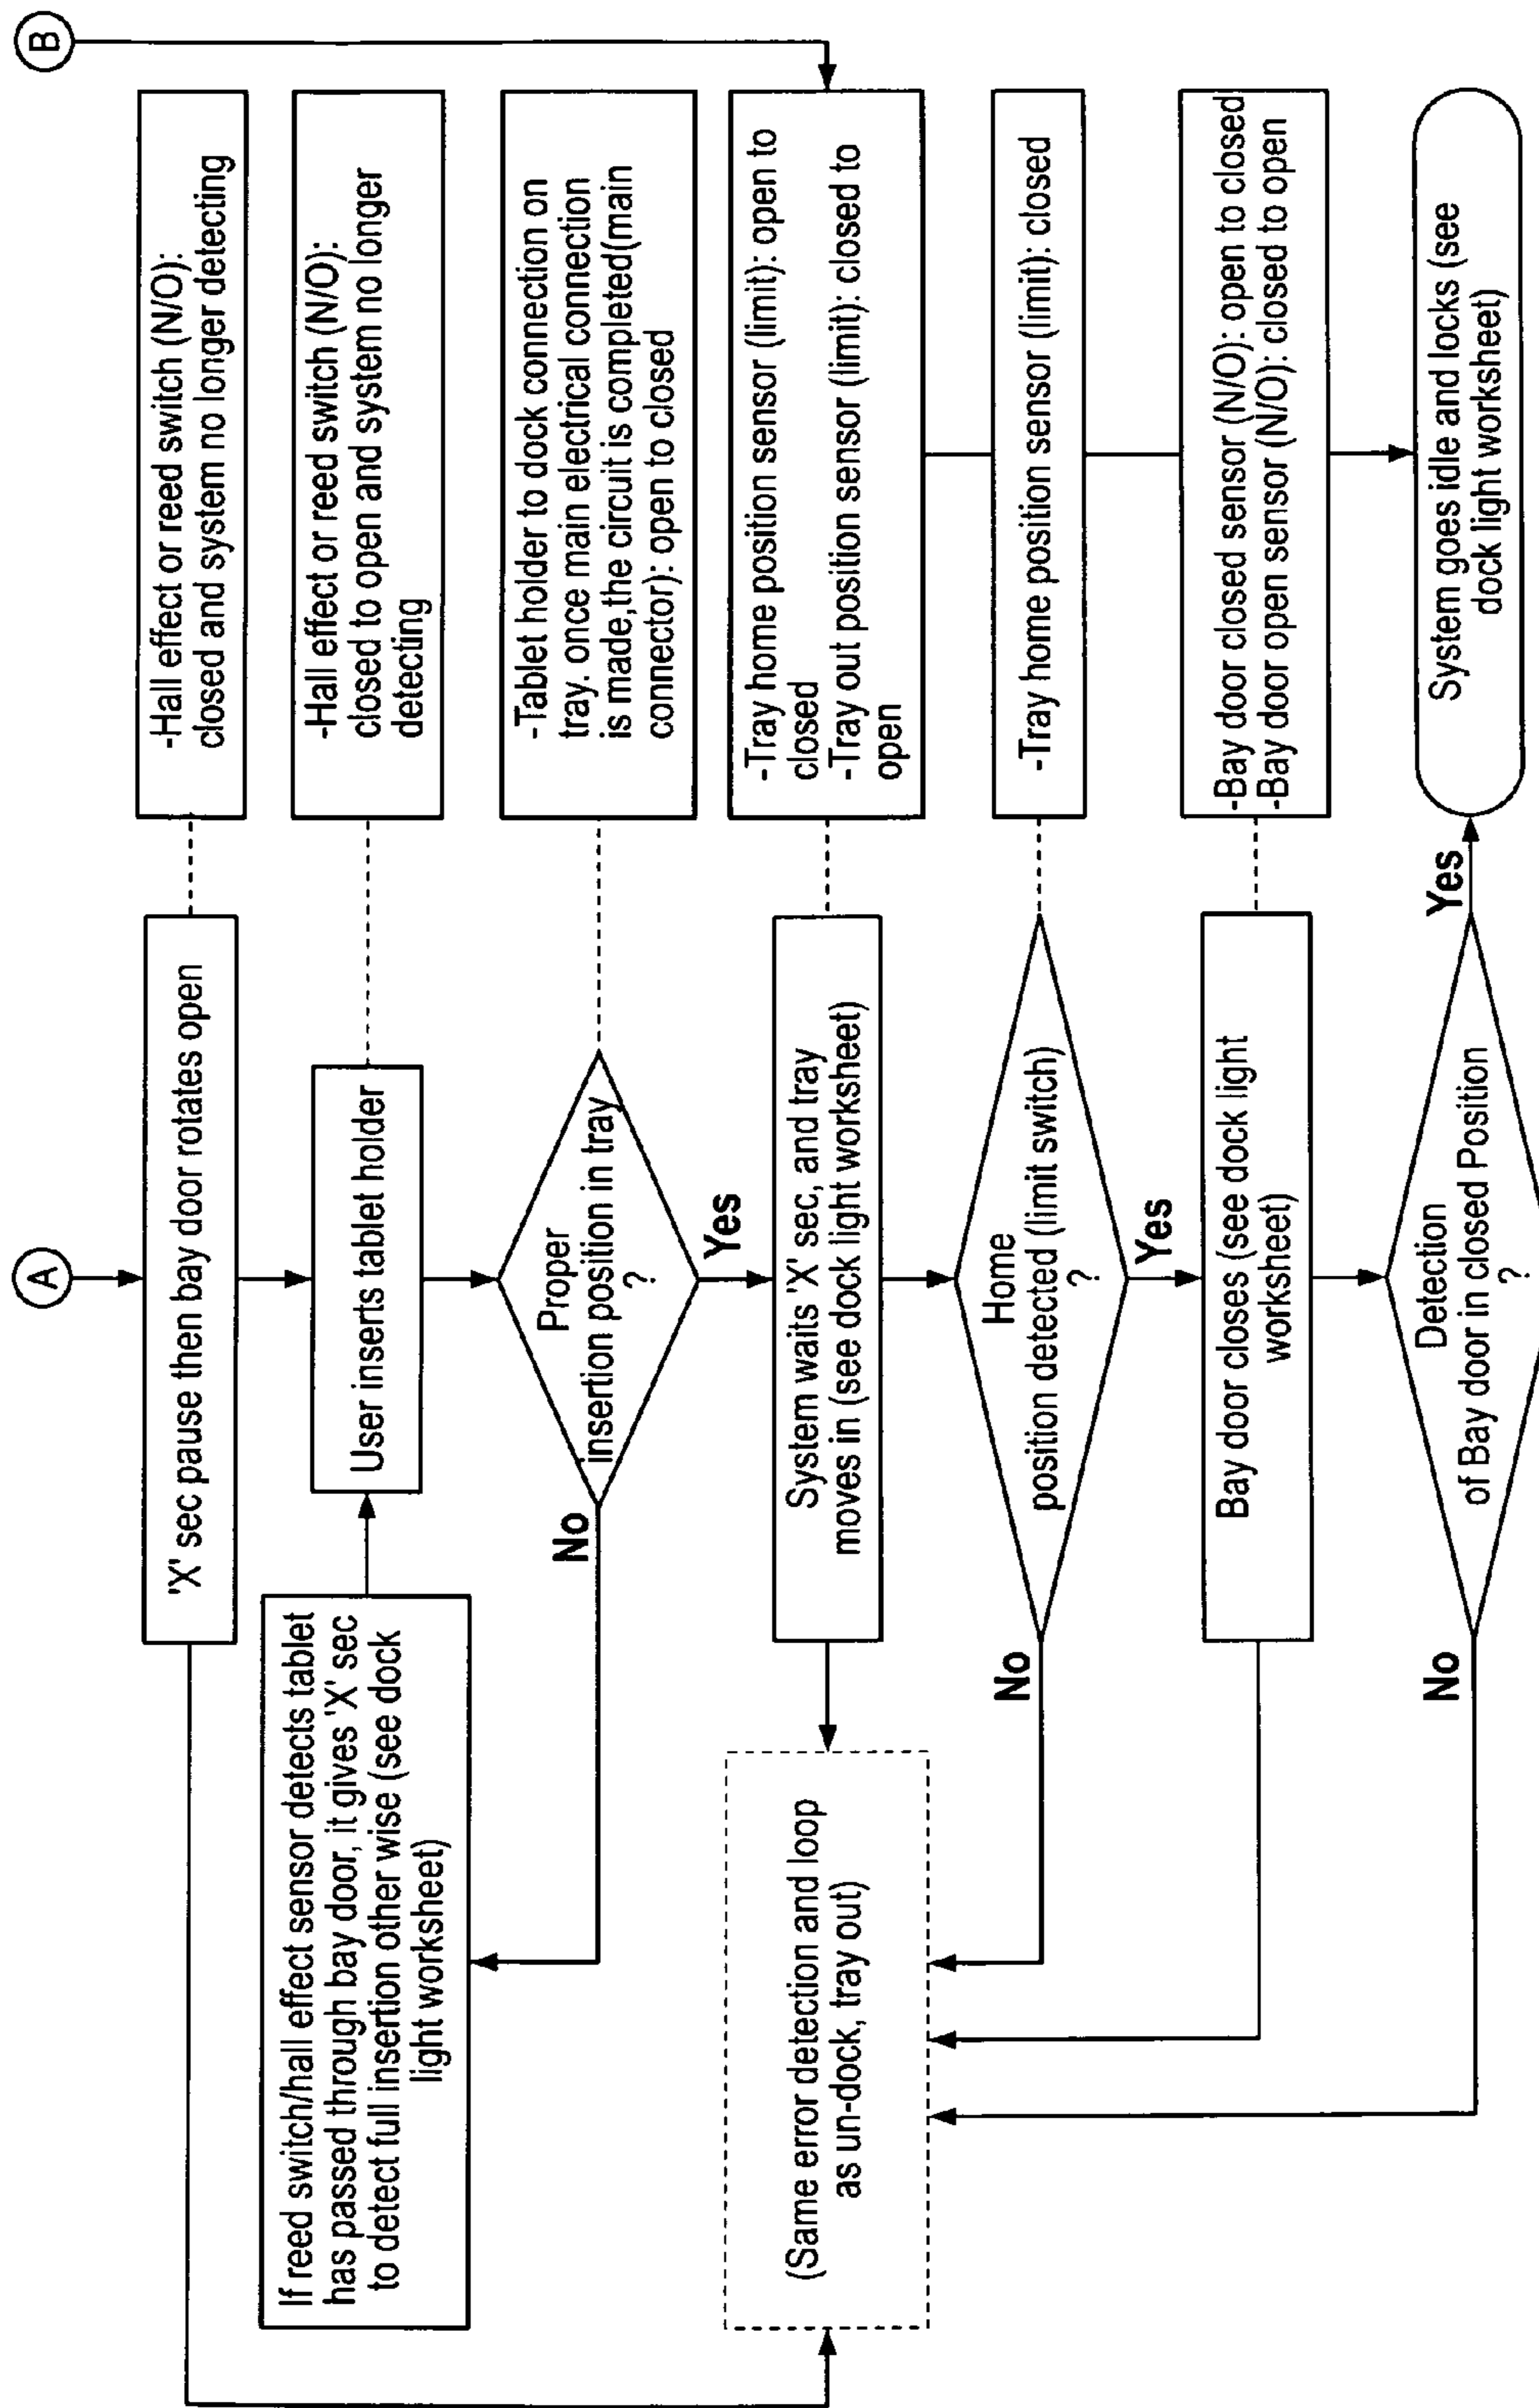 A
B
'X' sec pause then bay door rotates open
-Hall effect or reed switch (N/O):
closed and system no longer detecting
If reed switch/hall effect sensor detects tablet
has passed through bay door, it gives 'X' sec
to detect full insertion other wise (see dock
light worksheet)
User inserts tablet holder
-Hall effect or reed switch (N/O):
closed to open and system no longer
detecting
Proper
insertion position in tray
?
No
Yes
-Tablet holder to dock connection on
tray. once main electrical connection
is made,the circuit is completed(main
connector): open to closed
(Same error detection and loop
as un-dock, tray out)
System waits 'X' sec, and tray
moves in (see dock light worksheet)
-Tray home position sensor (limit): open to
closed
-Tray out position sensor (limit): closed to
open
Home
position detected (limit switch)
?
No
Yes
-Tray home position sensor (limit): closed
Bay door closes (see dock light
worksheet)
-Bay door closed sensor (N/O): open to closed
-Bay door open sensor (N/O): closed to open
Detection
of Bay door in closed Position
?
No
Yes
System goes idle and locks (see
dock light worksheet)